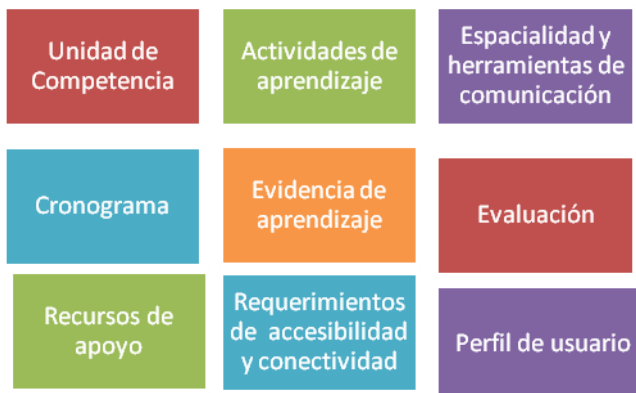 Unidad de
Competencia
Actividades de
aprendizaje
Espacialidad y
herramientas de
comunicación
Cronograma
Evidencia de
aprendizaje
Evaluación
Recursos de
apoyo
Requerimientos
de accesibilidad
y conectividad
Perfil de usuario